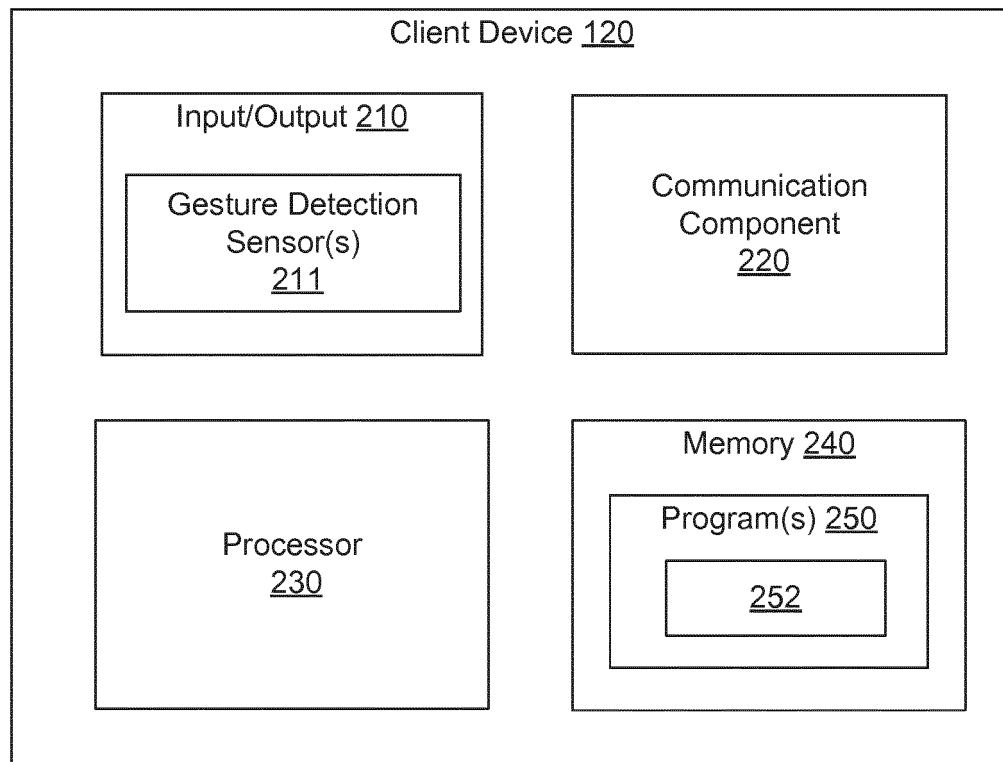 Client Device 120
Input/Output 210
Gesture Detection
Sensor(s)
211
Communication
Component
220
Processor
230
Memory 240
Program(s) 250
252